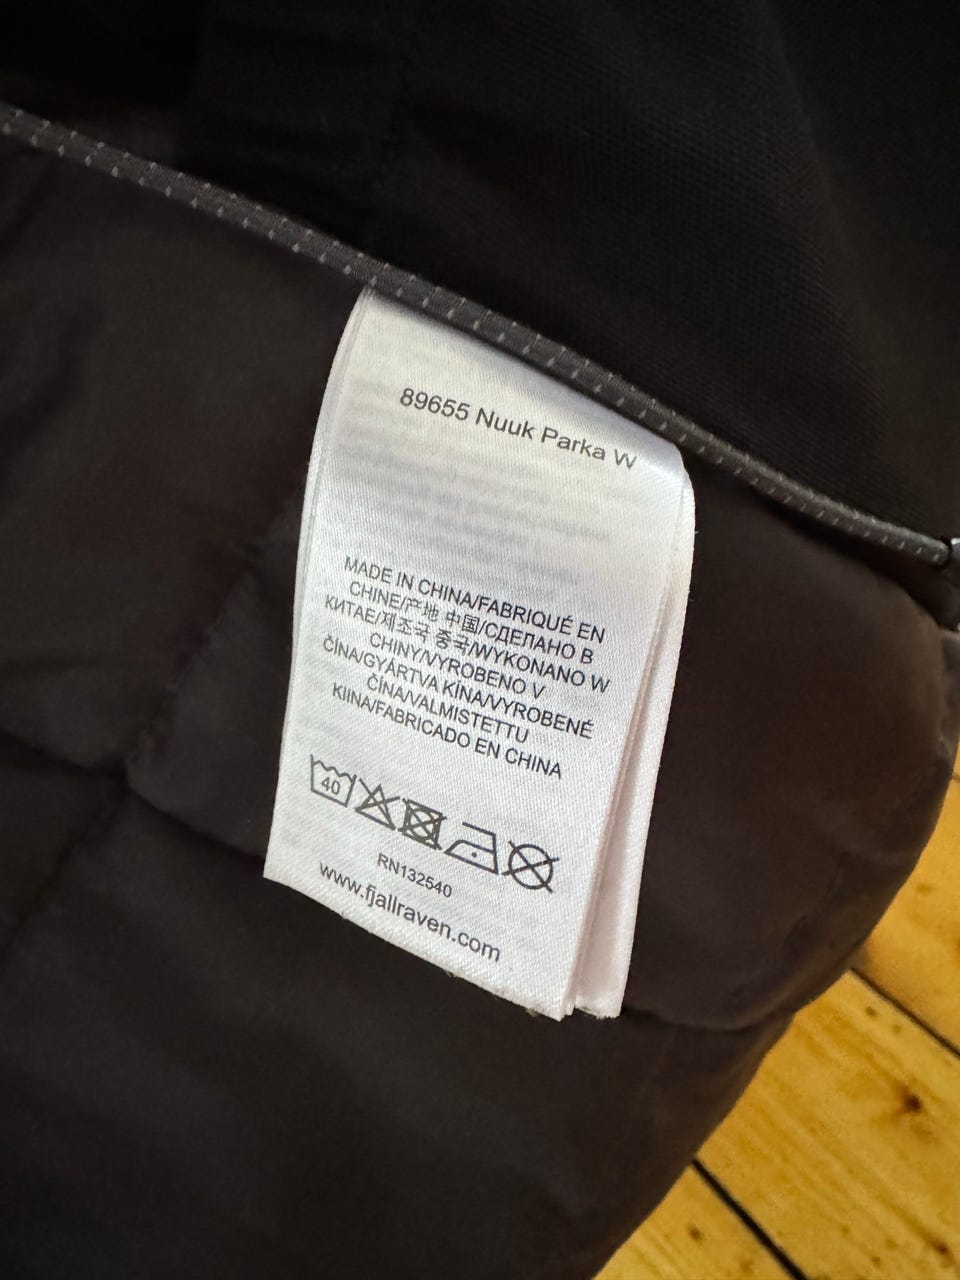 89655 Nuuk Parka W
MADE IN CHINA/FABRIQUÉ EN
CHINE/产地 中国/СДЕЛАНО В
КИТАЕ/제조국 중국/WYKONANO W
CHINY/VYROBENO V
ČÍNA/GYÁRTVA KÍNA/VYROBENÉ
ČÍNA/VALMISTETTU
KIINA/FABRICADO EN CHINA
40
RN132540
www.fjallraven.com